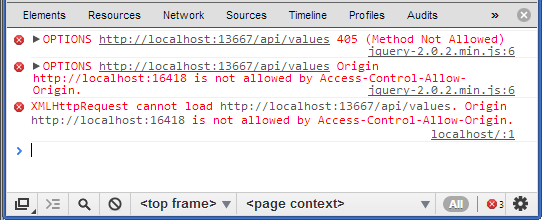 Elements Resources Network Sources Timeline Profiles Audits »
▶OPTIONS http://localhost:13667/api/values 405 (Method Not Allowed)
jquery-2.0.2.min.js:6
▶OPTIONS http://localhost:13667/api/values Origin
http://localhost:16418 is not allowed by Access-Control-Allow-
Origin. jquery-2.0.2.min.js:6
XMLHttpRequest cannot load http://localhost:13667/api/values. Origin
http://localhost:16418 is not allowed by Access-Control-Allow-Origin.
localhost/:1
>
<top frame> ▼ <page context> ▼ All 3